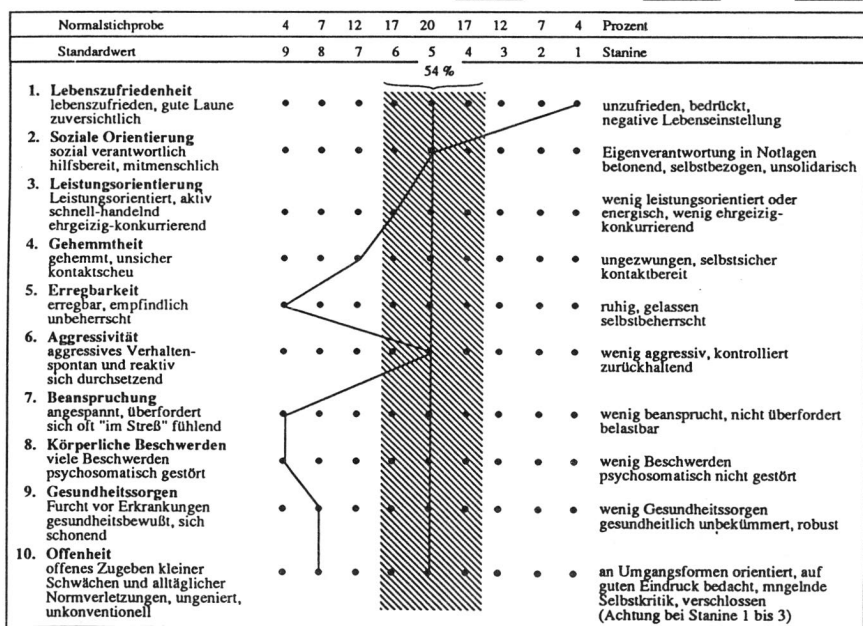 Normalstichprobe 4 7 12 17 20 17 12 7 4 Prozent
Standardwert 9 8 7 6 5 4 3 2 1 Stanine
54 %
1. Lebenszufriedenheit
lebenszufrieden, gute Laune
zuversichtlich
unzufrieden, bedrückt,
negative Lebenseinstellung
2. Soziale Orientierung
sozial verantwortlich
hilfsbereit, mitmenschlich
Eigenverantwortung in Notlagen
betonend, selbstbezogen, unsolidarisch
3. Leistungsorientierung
Leistungsorientiert, aktiv
schnell-handelnd
ehrgeizig-konkurrierend
wenig leistungsorientiert oder
energisch, wenig ehrgeizig-
konkurrierend
4. Gehemmtheit
gehemmt, unsicher
kontaktscheu
ungezwungen, selbstsicher
kontaktbereit
5. Erregbarkeit
erregbar, empfindlich
unbeherrscht
ruhig, gelassen
selbstbeherrscht
6. Aggressivität
aggressives Verhalten-
spontan und reaktiv
sich durchsetzend
wenig aggressiv, kontrolliert
zurückhaltend
7. Beanspruchung
angespannt, überfordert
sich oft "im Streß" fühlend
wenig beansprucht, nicht überfordert
belastbar
8. Körperliche Beschwerden
viele Beschwerden
psychosomatisch gestört
wenig Beschwerden
psychosomatisch nicht gestört
9. Gesundheitssorgen
Furcht vor Erkrankungen
gesundheitsbewußt, sich
schonend
wenig Gesundheitssorgen
gesundheitlich unbekümmert, robust
10. Offenheit
offenes Zugeben kleiner
Schwächen und alltäglicher
Normverletzungen, ungeniert,
unkonventionell
an Umgangsformen orientiert, auf
guten Eindruck bedacht, mngelnde
Selbstkritik, verschlossen
(Achtung bei Stanine 1 bis 3)